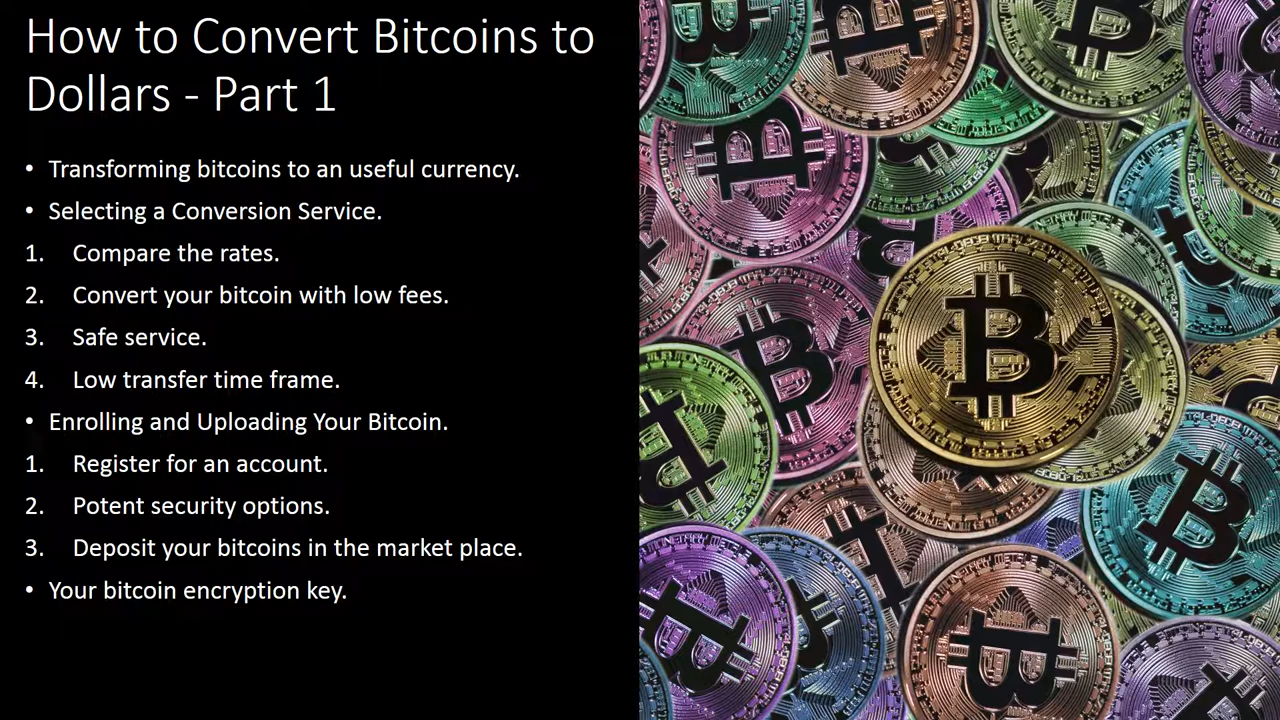 How to Convert Bitcoins to
Dollars - Part 1
• Transforming bitcoins to an useful currency.
• Selecting a Conversion Service.
1. Compare the rates.
2. Convert your bitcoin with low fees.
3. Safe service.
4. Low transfer time frame.
• Enrolling and Uploading Your Bitcoin.
1. Register for an account.
2. Potent security options.
3. Deposit your bitcoins in the market place.
• Your bitcoin encryption key.